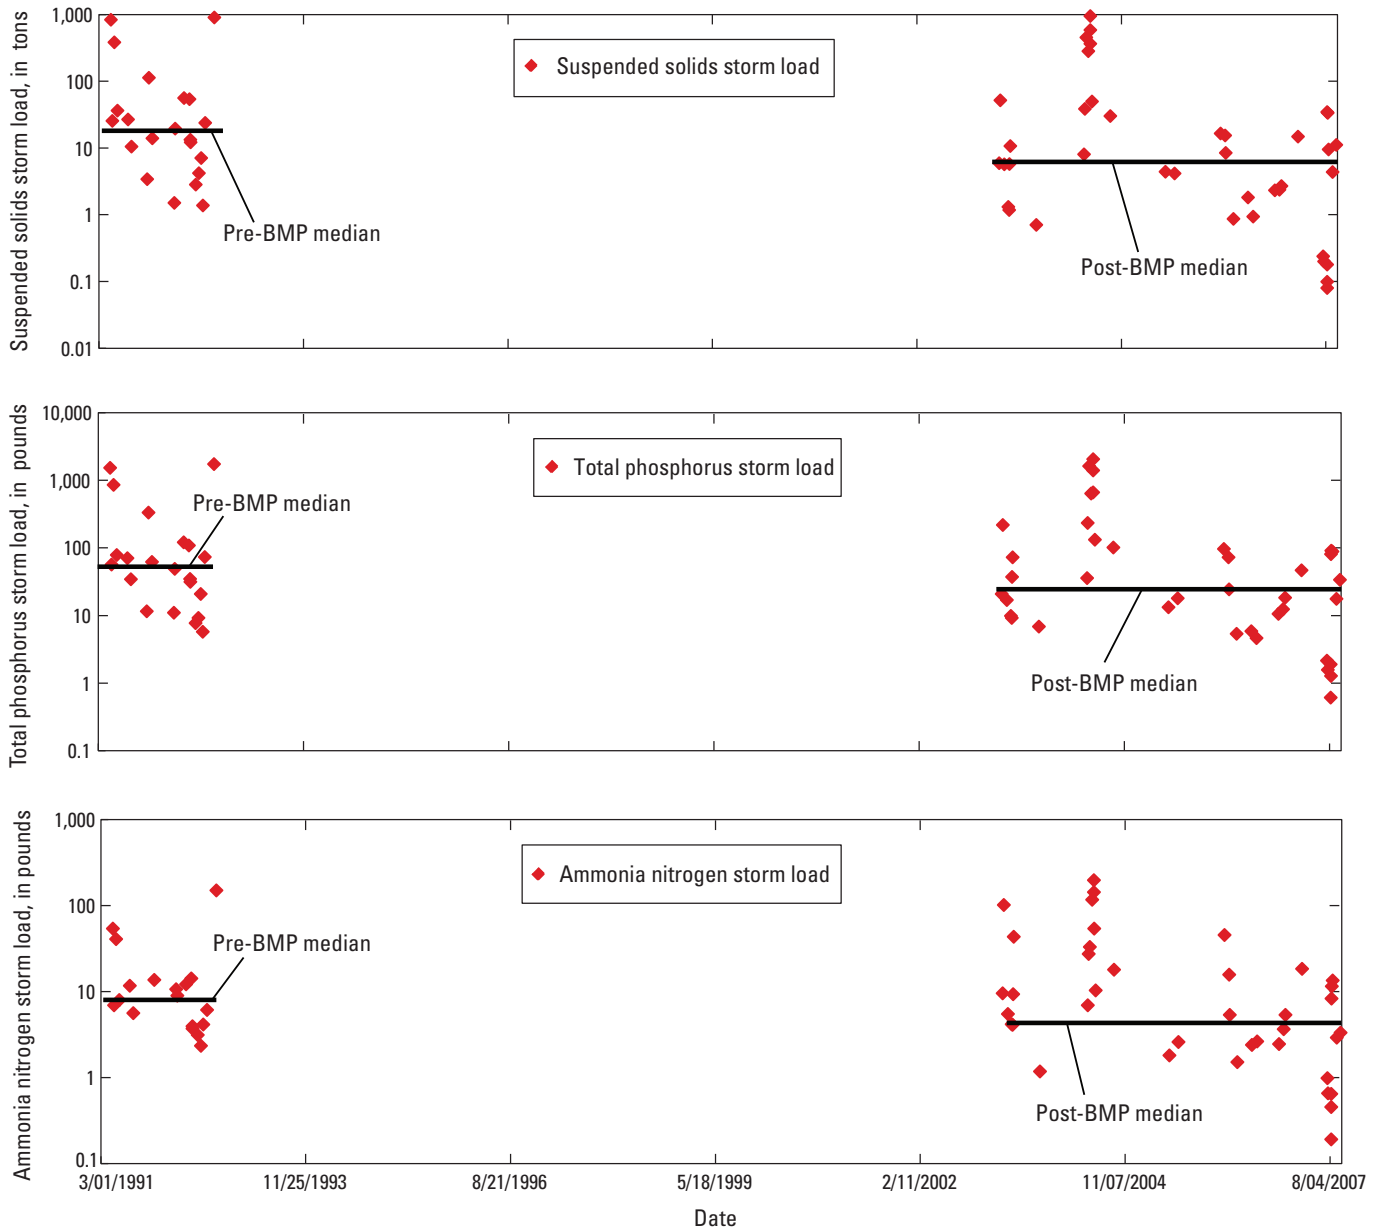 Suspended solids storm load, in tons
1,000
100
10
1
0.1
0.01
Suspended solids storm load
Pre-BMP median
Post-BMP median
Total phosphorus storm load, in pounds
10,000
1,000
100
10
1
0.1
Total phosphorus storm load
Pre-BMP median
Post-BMP median
Ammonia nitrogen storm load, in pounds
1,000
100
10
1
0.1
Ammonia nitrogen storm load
Pre-BMP median
Post-BMP median
3/01/1991
11/25/1993
8/21/1996
5/18/1999
2/11/2002
11/07/2004
8/04/2007
Date